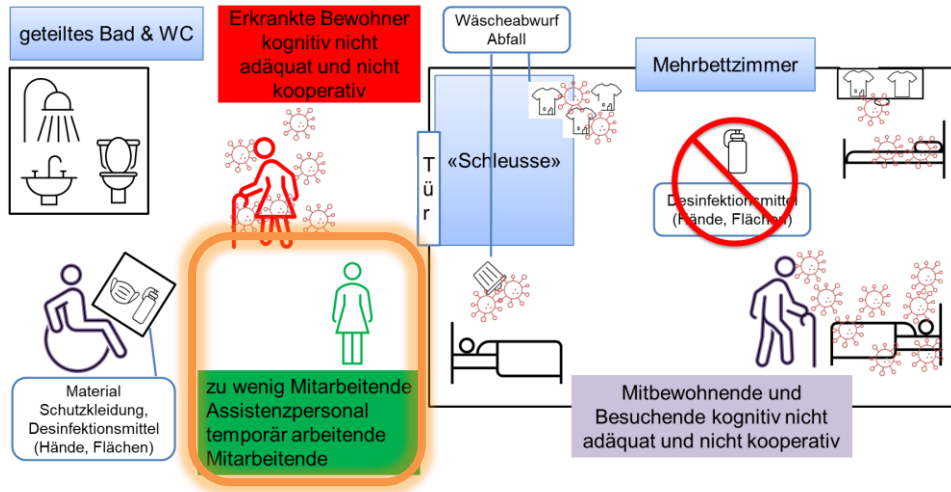 geteiltes Bad & WC
Erkrankte Bewohner
kognitiv nicht
adäquat und nicht
kooperativ
Wäscheabwurf
Abfall
Mehrbettzimmer
Tür
«Schleusse»
Desinfektionsmittel
(Hände, Flächen)
Material
Schutzkleidung,
Desinfektionsmittel
(Hände, Flächen)
zu wenig Mitarbeitende
Assistenzpersonal
temporär arbeitende
Mitarbeitende
Mitbewohnende und
Besuchende kognitiv nicht
adäquat und nicht kooperativ